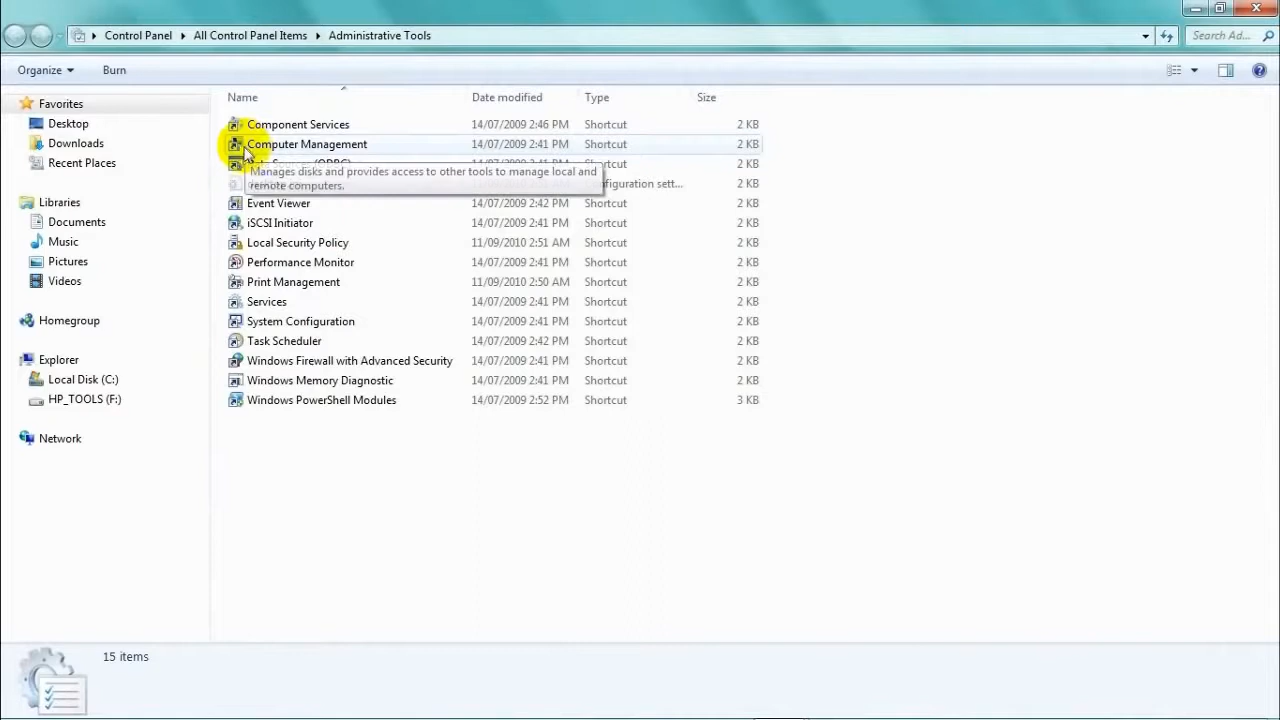 Control Panel All Control Panel Items Administrative Tools Search Ad...
Organize Burn
Name Date modified Type Size
Favorites
Desktop
Downloads
Recent Places
Libraries
Documents
Music
Pictures
Videos
Homegroup
Explorer
Local Disk (C:)
HP_TOOLS (F:)
Network
Component Services 14/07/2009 2:46 PM Shortcut 2 KB
Computer Management 14/07/2009 2:41 PM Shortcut 2 KB
(ODBC) Shortcut 2 KB
Manages disks and provides access to other tools to manage local and
remote computers.
sett... 2 KB
Event Viewer 14/07/2009 2:42 PM Shortcut 2 KB
iSCSI Initiator 14/07/2009 2:41 PM Shortcut 2 KB
Local Security Policy 11/09/2010 2:51 AM Shortcut 2 KB
Performance Monitor 14/07/2009 2:41 PM Shortcut 2 KB
Print Management 11/09/2010 2:50 AM Shortcut 2 KB
Services 14/07/2009 2:41 PM Shortcut 2 KB
System Configuration 14/07/2009 2:41 PM Shortcut 2 KB
Task Scheduler 14/07/2009 2:42 PM Shortcut 2 KB
Windows Firewall with Advanced Security 14/07/2009 2:41 PM Shortcut 2 KB
Windows Memory Diagnostic 14/07/2009 2:41 PM Shortcut 2 KB
Windows PowerShell Modules 14/07/2009 2:52 PM Shortcut 3 KB
15 items